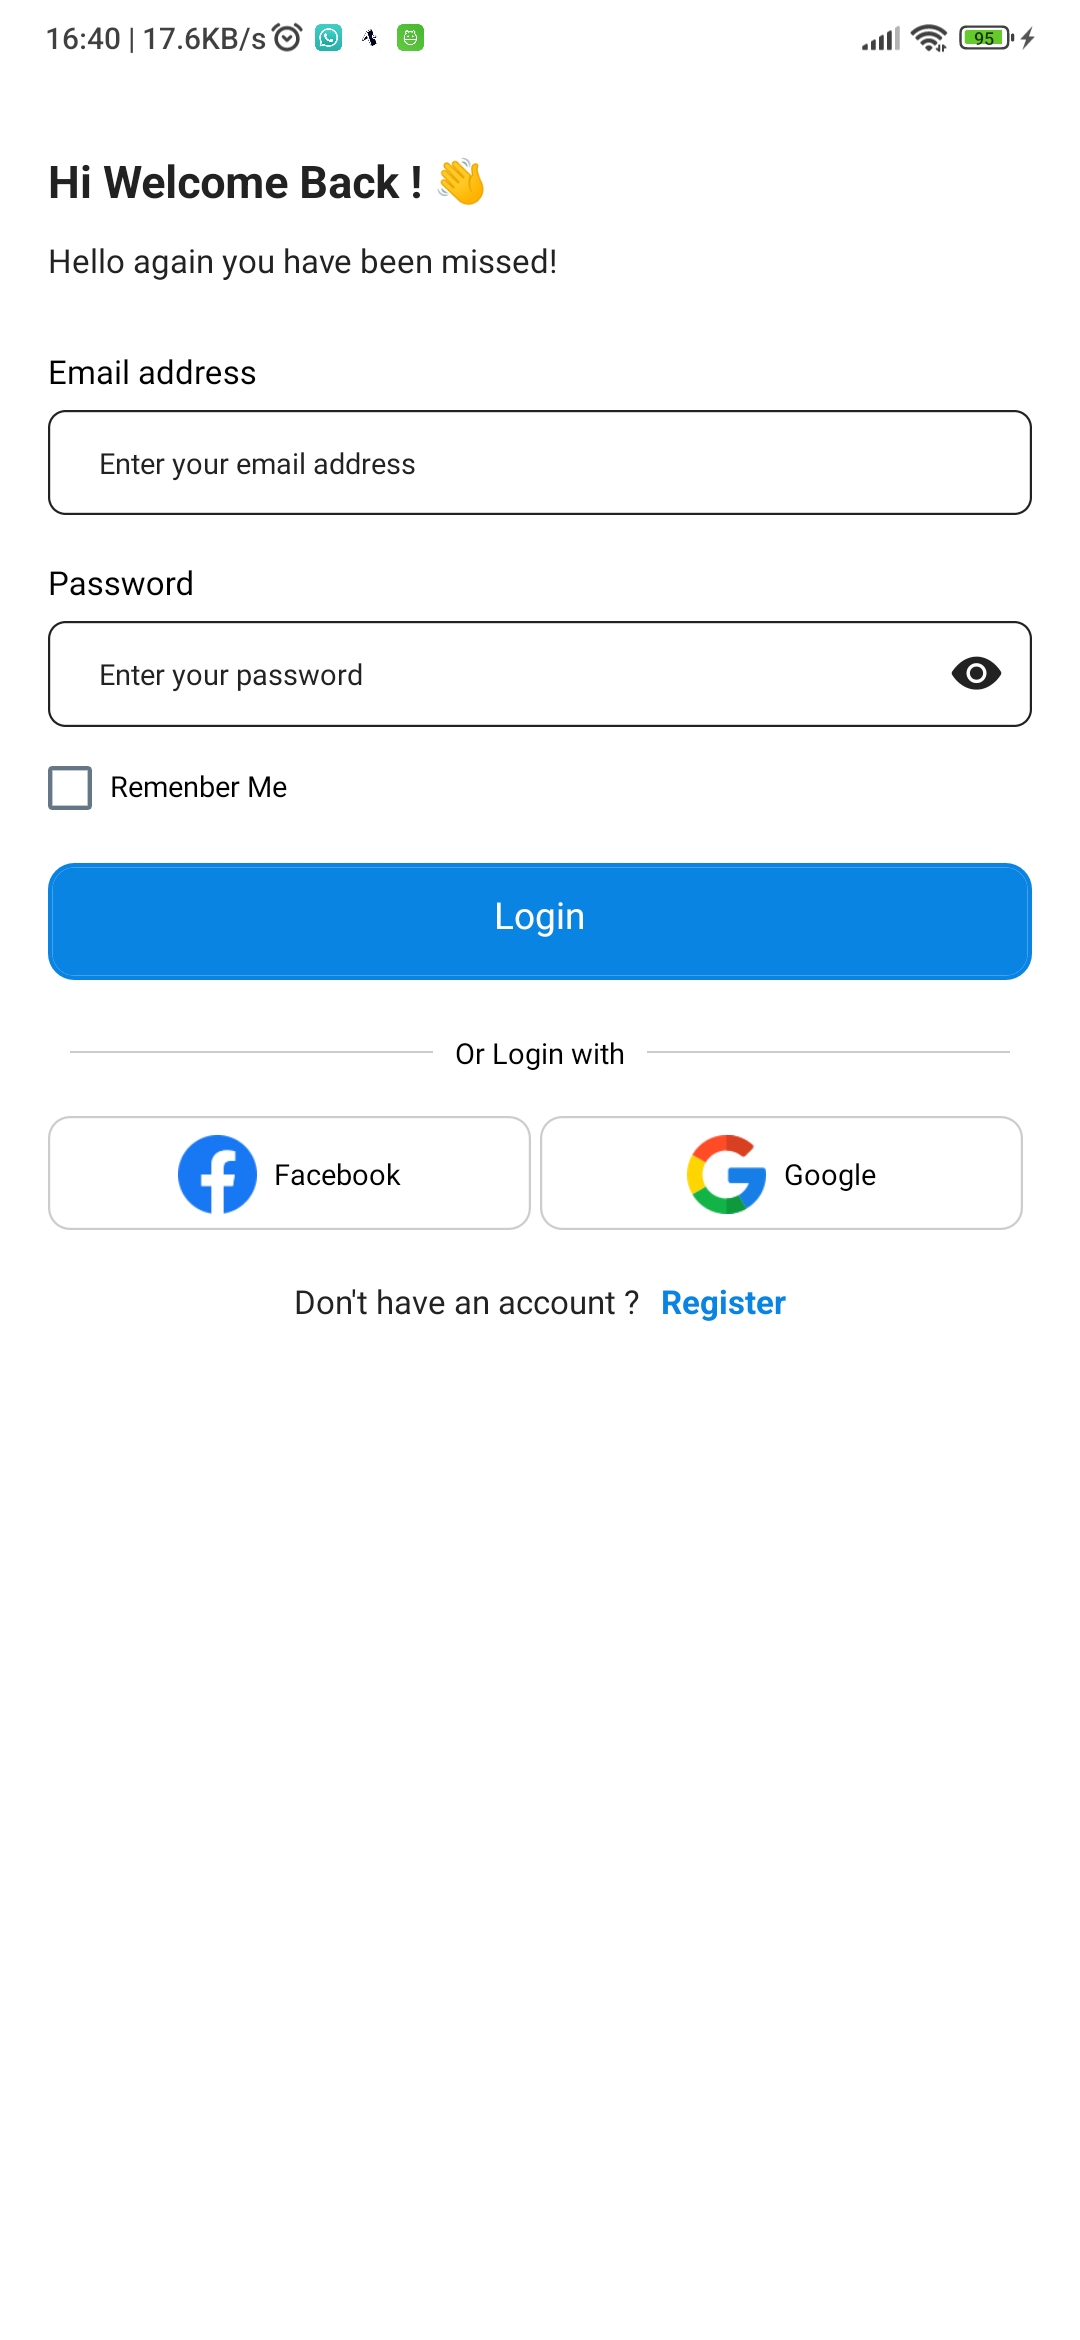 16:40 | 17.6KB/s 95
Hi Welcome Back ! 👋
Hello again you have been missed!
Email address
Enter your email address
Password
Enter your password
Remenber Me
Login
Or Login with
Facebook Google
Don't have an account ? Register